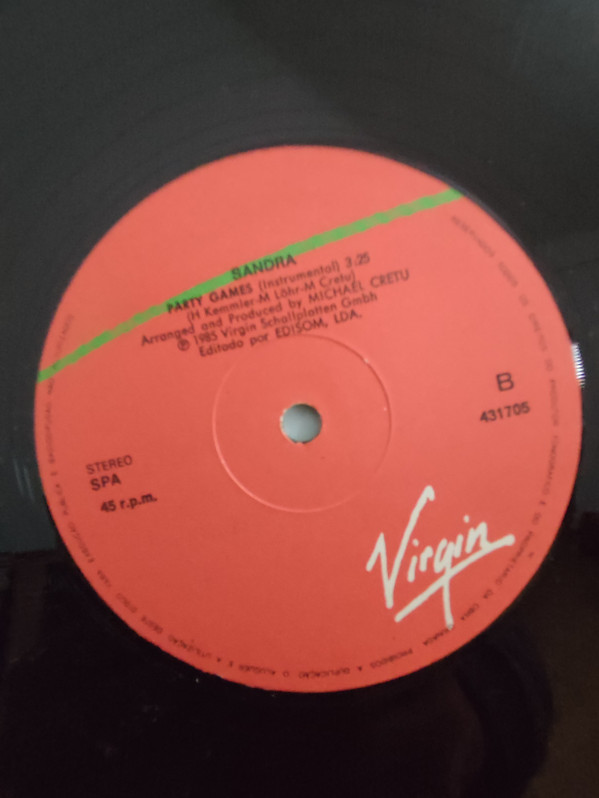 SANDRA
PARTY GAMES (Instrumental) 3:25
(H Kemmler-M Löhr-M Cretu)
Arranged and Produced by MICHAEL CRETU
℗ 1985 Virgin Schallplatten Gmbh
Editado por EDISOM, LDA.
B
431705
STEREO
SPA
45 r.p.m.
Virgin